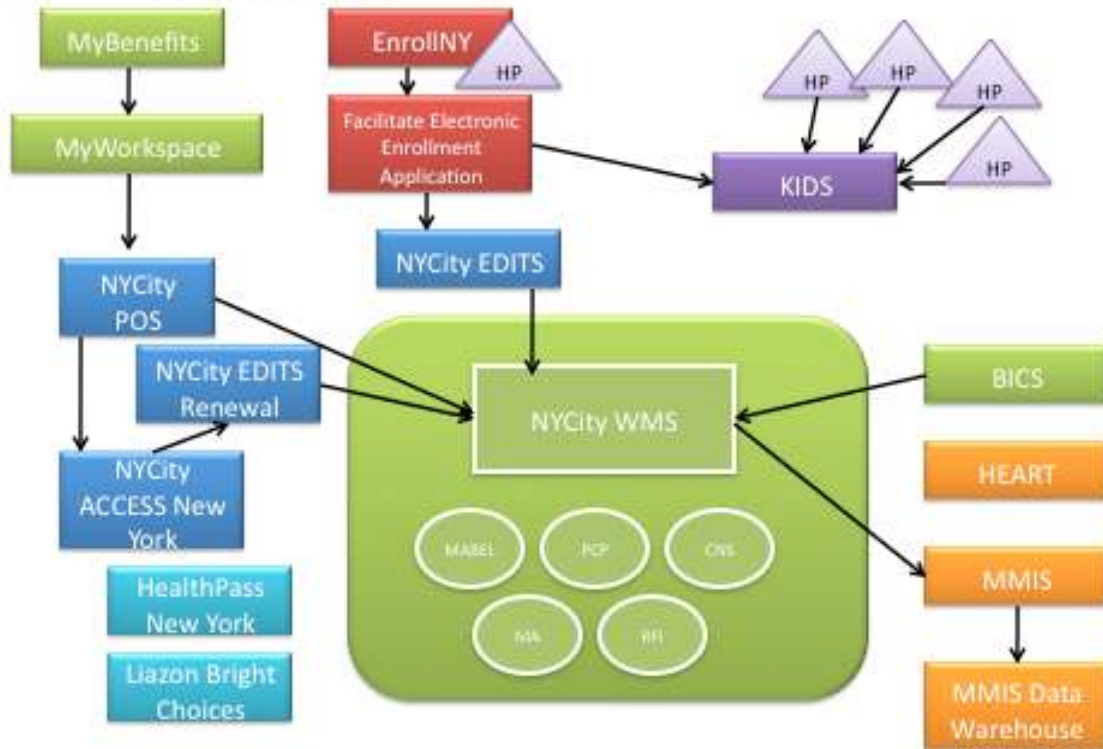 MyBenefits
EnrollNY
HP
HP
HP
HP
HP
MyWorkspace
Facilitate Electronic
Enrollment
Application
KIDS
NYCity
POS
NYCity EDITS
NYCity EDITS
Renewal
NYCity WMS
BICS
NYCity
ACCESS New
York
HEART
MABEL
PCP
CNS
MMIS
HealthPass
New York
MA
RFI
Liazon Bright
Choices
MMIS Data
Warehouse